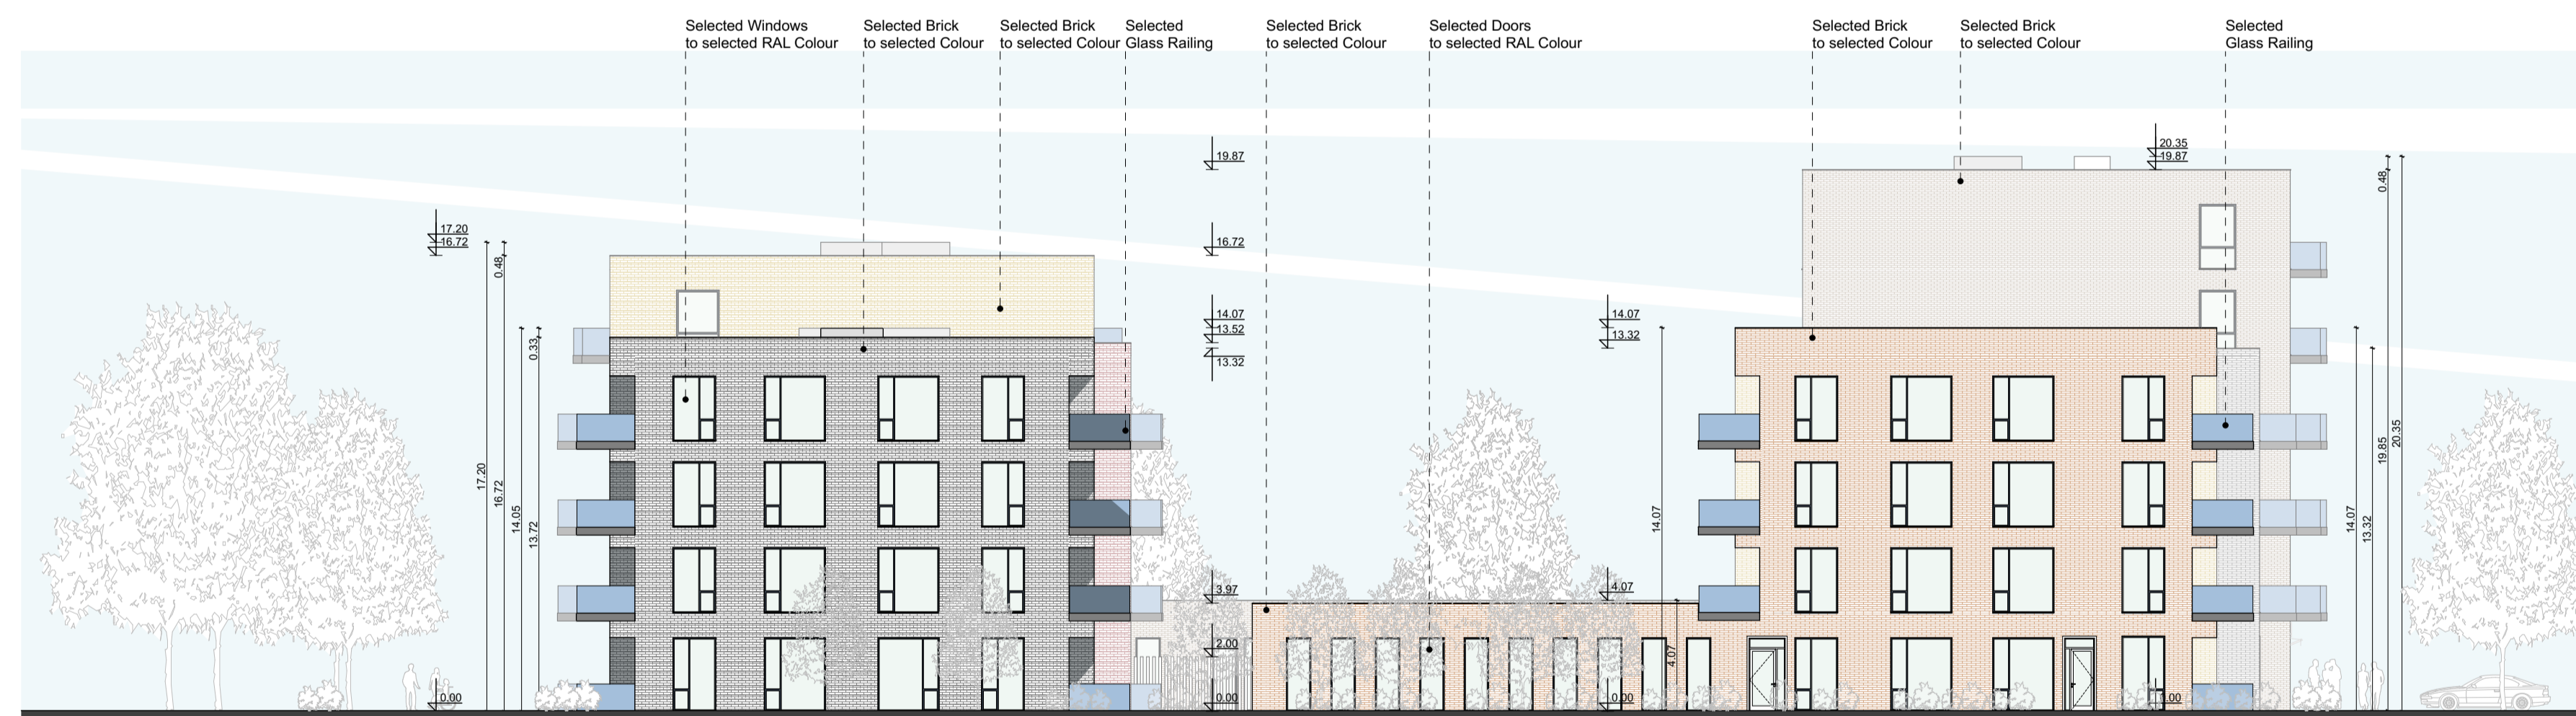 Selected Windows
to selected RAL Colour
Selected Brick
to selected Colour
Selected Brick
to selected Colour
Selected
Glass Railing
Selected Brick
to selected Colour
Selected Doors
to selected RAL Colour
Selected Brick
to selected Colour
Selected Brick
to selected Colour
Selected
Glass Railing
17.20
16.72
0.48
0.33
17.20
16.72
14.05
13.72
0.00
19.87
16.72
14.07
13.52
13.32
3.97
2.00
0.00
14.07
13.32
14.07
4.07
4.07
0.00
20.35
19.87
0.48
19.85
20.35
14.07
13.32